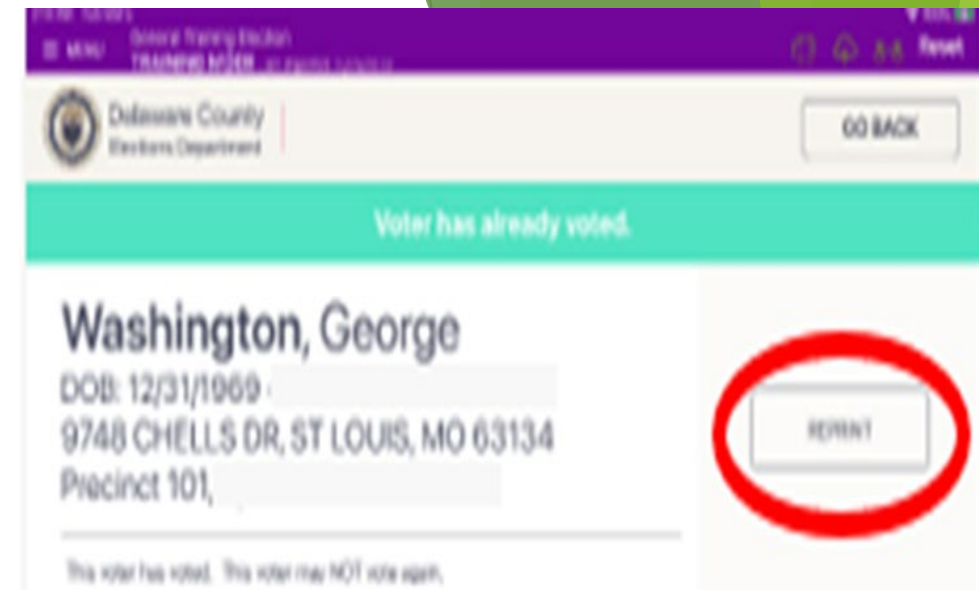 MENU
General Training Election
TRAINING MODE
Reset
Delaware County
Elections Department
GO BACK
Voter has already voted.
Washington, George
DOB: 12/31/1969 ·
9748 CHELLS DR, ST LOUIS, MO 63134
REPRINT
Precinct 101,
This voter has voted. This voter may NOT vote again.